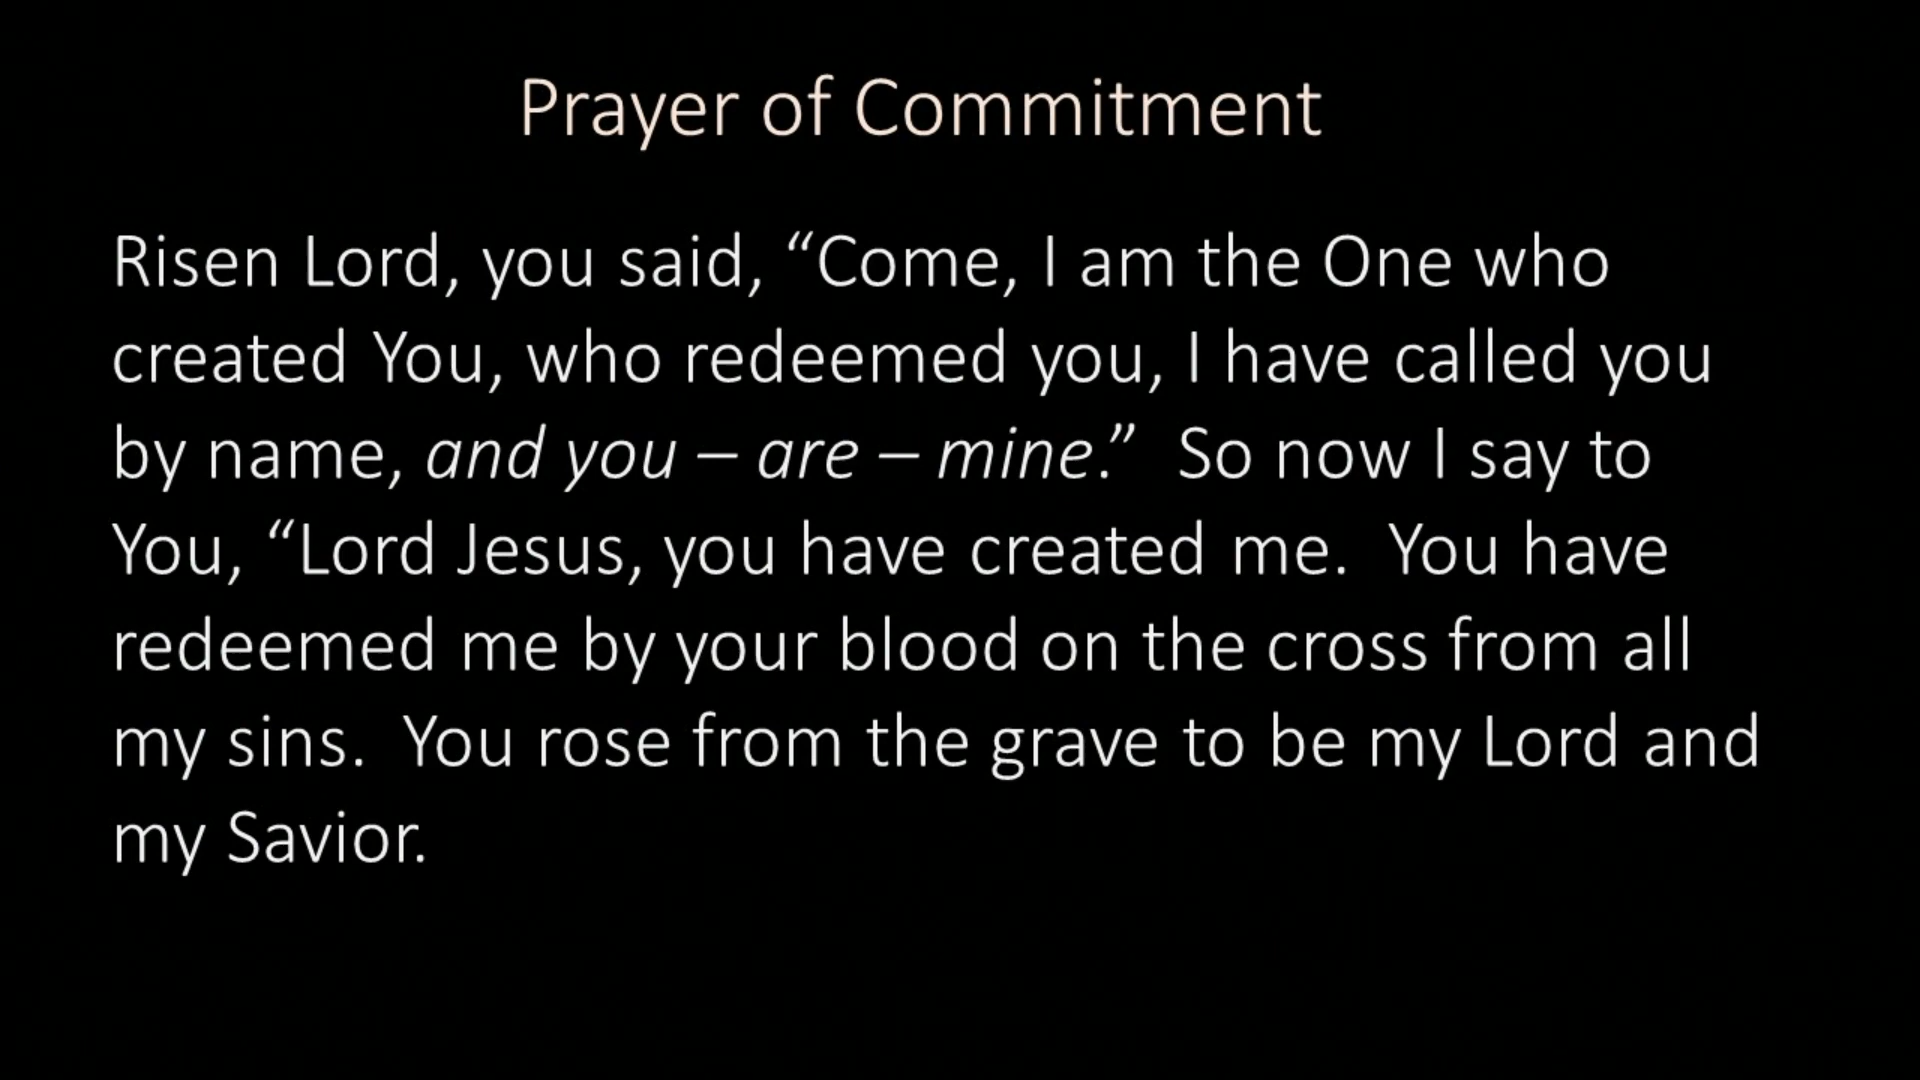 Prayer of Commitment
Risen Lord, you said, “Come, I am the One who
created You, who redeemed you, I have called you
by name, and you – are – mine.”  So now I say to
You, “Lord Jesus, you have created me.  You have
redeemed me by your blood on the cross from all
my sins.  You rose from the grave to be my Lord and
my Savior.